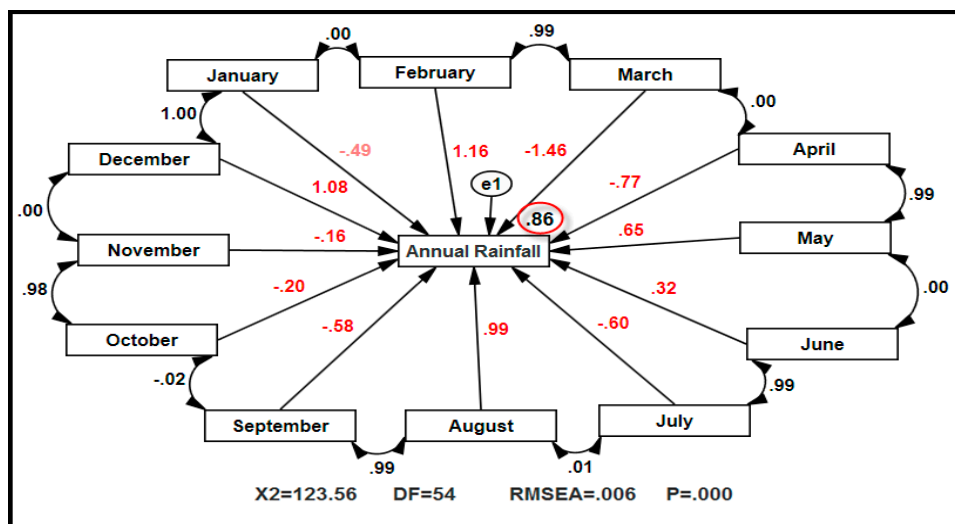 .00
.99
January
February
March
1.00
.00
-.49
1.16
-1.46
December
e1
April
1.08
-.77
.00
.86
.99
-.16
.65
November
Annual Rainfall
May
.98
-.20
.32
.00
October
-.58
.99
-.60
June
-.02
.99
September
August
July
.99
.01
X2=123.56 DF=54 RMSEA=.006 P=.000